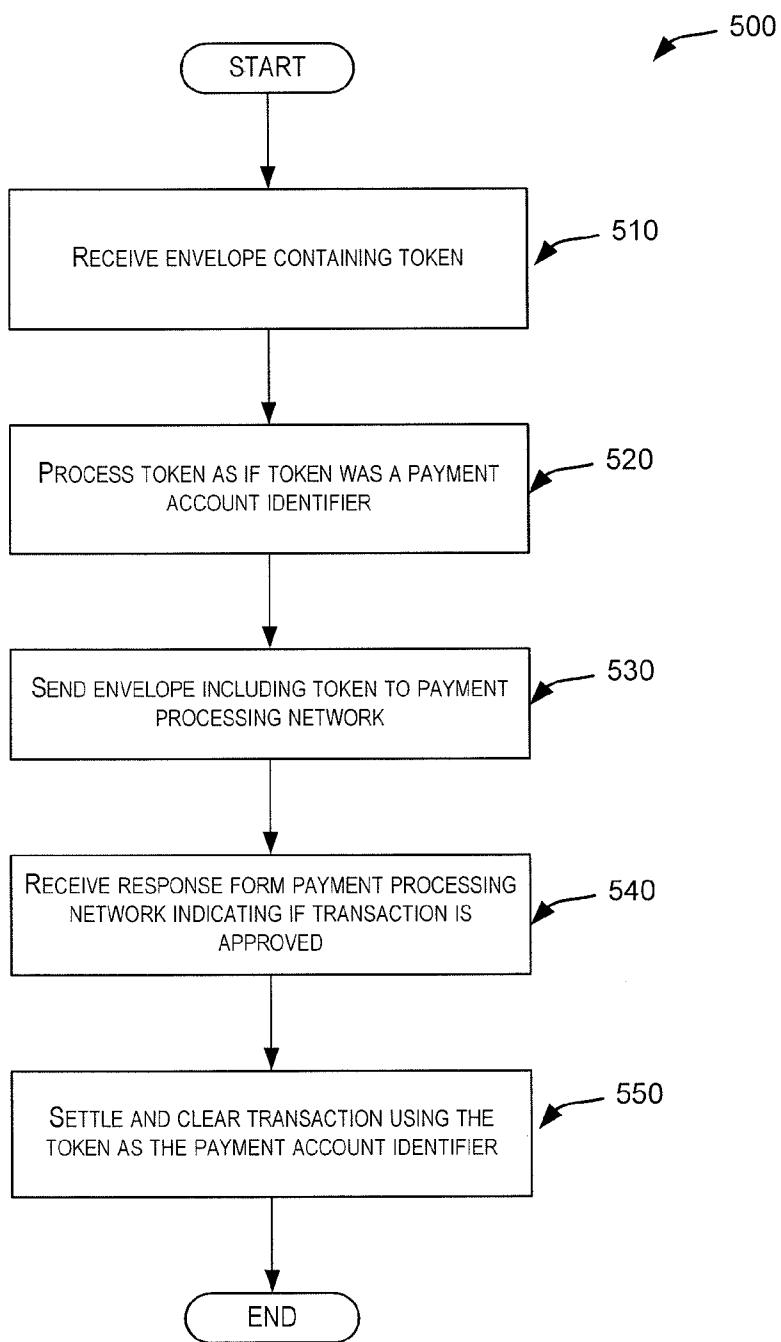 500
START
RECEIVE ENVELOPE CONTAINING TOKEN
510
PROCESS TOKEN AS IF TOKEN WAS A PAYMENT
ACCOUNT IDENTIFIER
520
SEND ENVELOPE INCLUDING TOKEN TO PAYMENT
PROCESSING NETWORK
530
RECEIVE RESPONSE FORM PAYMENT PROCESSING
NETWORK INDICATING IF TRANSACTION IS
APPROVED
540
SETTLE AND CLEAR TRANSACTION USING THE
TOKEN AS THE PAYMENT ACCOUNT IDENTIFIER
550
END